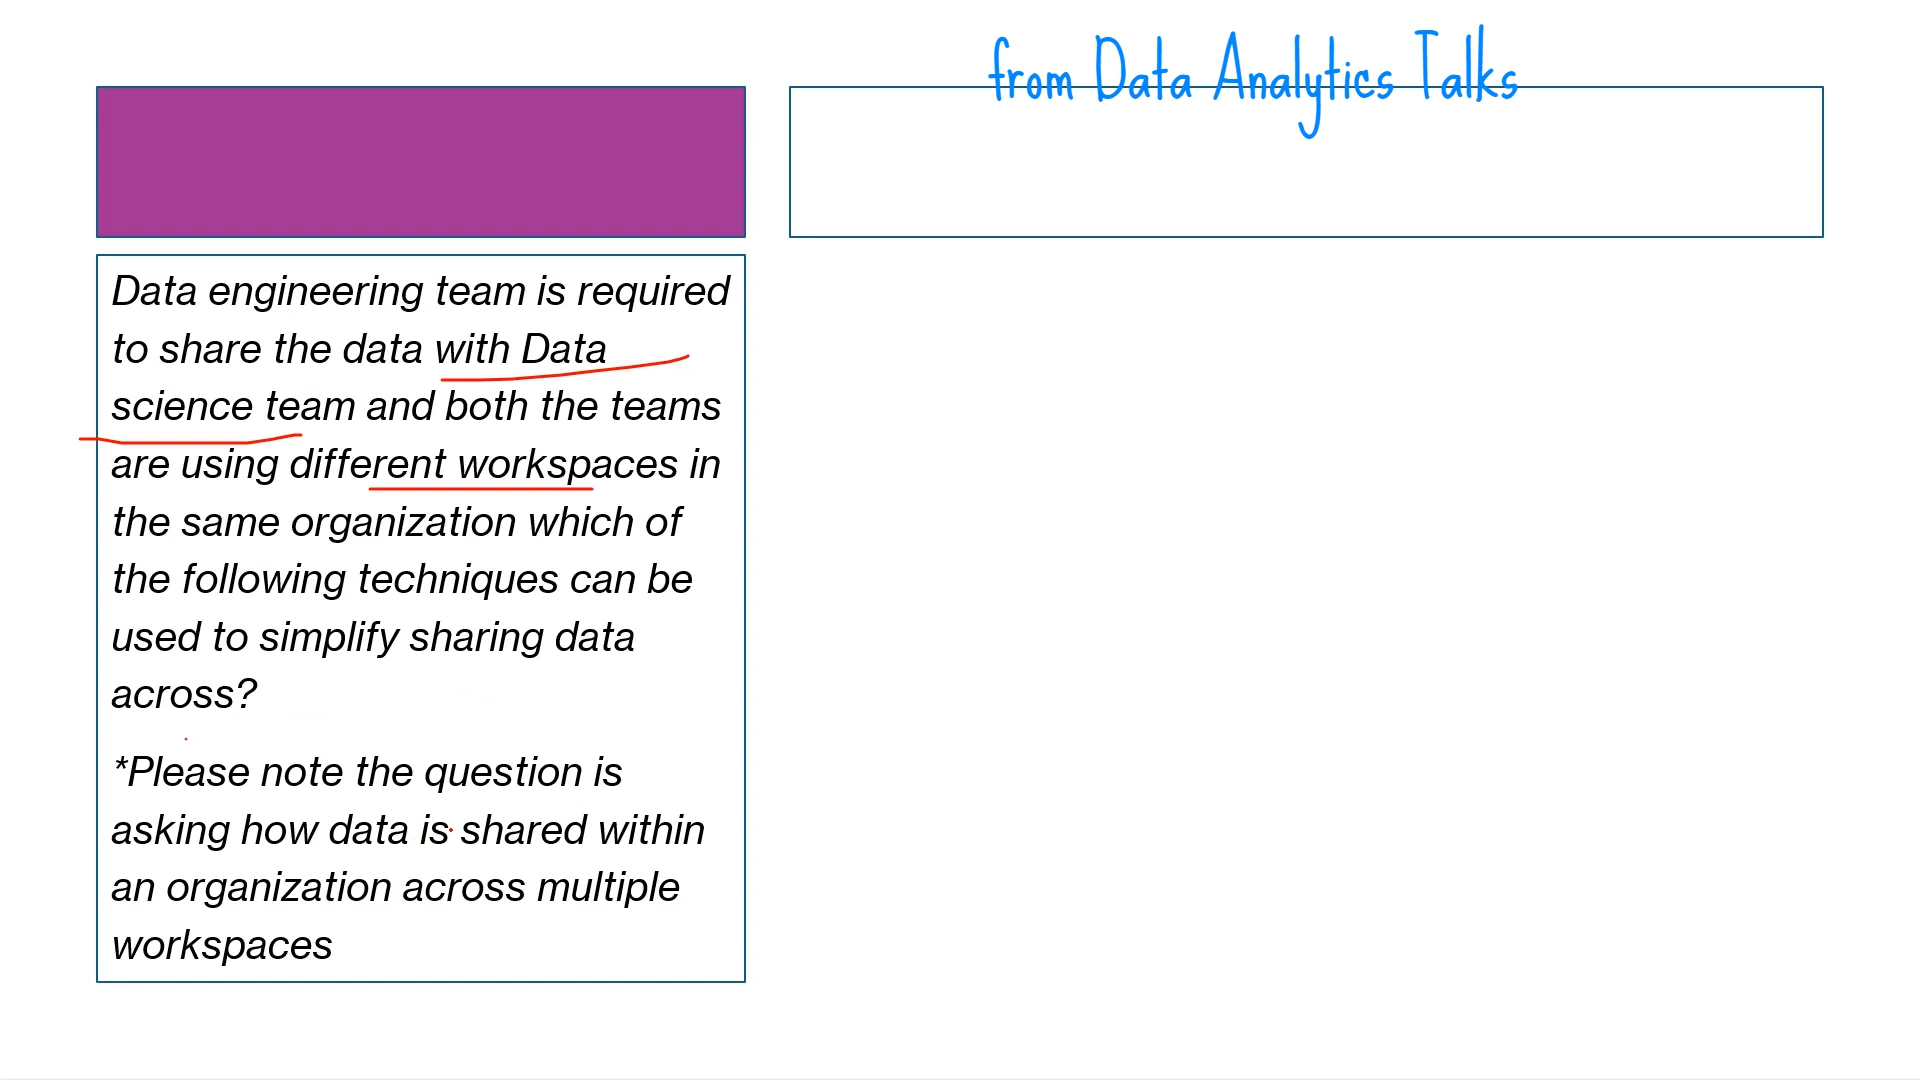 from Data Analytics Talks
Data engineering team is required
to share the data with Data
science team and both the teams
are using different workspaces in
the same organization which of
the following techniques can be
used to simplify sharing data
across?
*Please note the question is
asking how data is shared within
an organization across multiple
workspaces